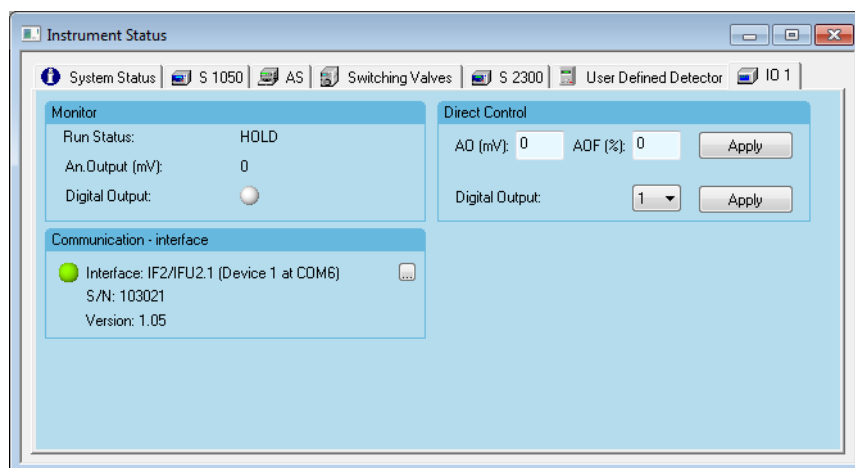 Instrument Status
System Status S 1050 AS Switching Valves S 2300 User Defined Detector IO 1
Monitor
Run Status: HOLD
An.Output (mV): 0
Digital Output:
Direct Control
AO (mV): 0 AOF (%): 0 Apply
Digital Output: 1 Apply
Communication - interface
Interface: IF2/IFU2.1 (Device 1 at COM6) ...
S/N: 103021
Version: 1.05